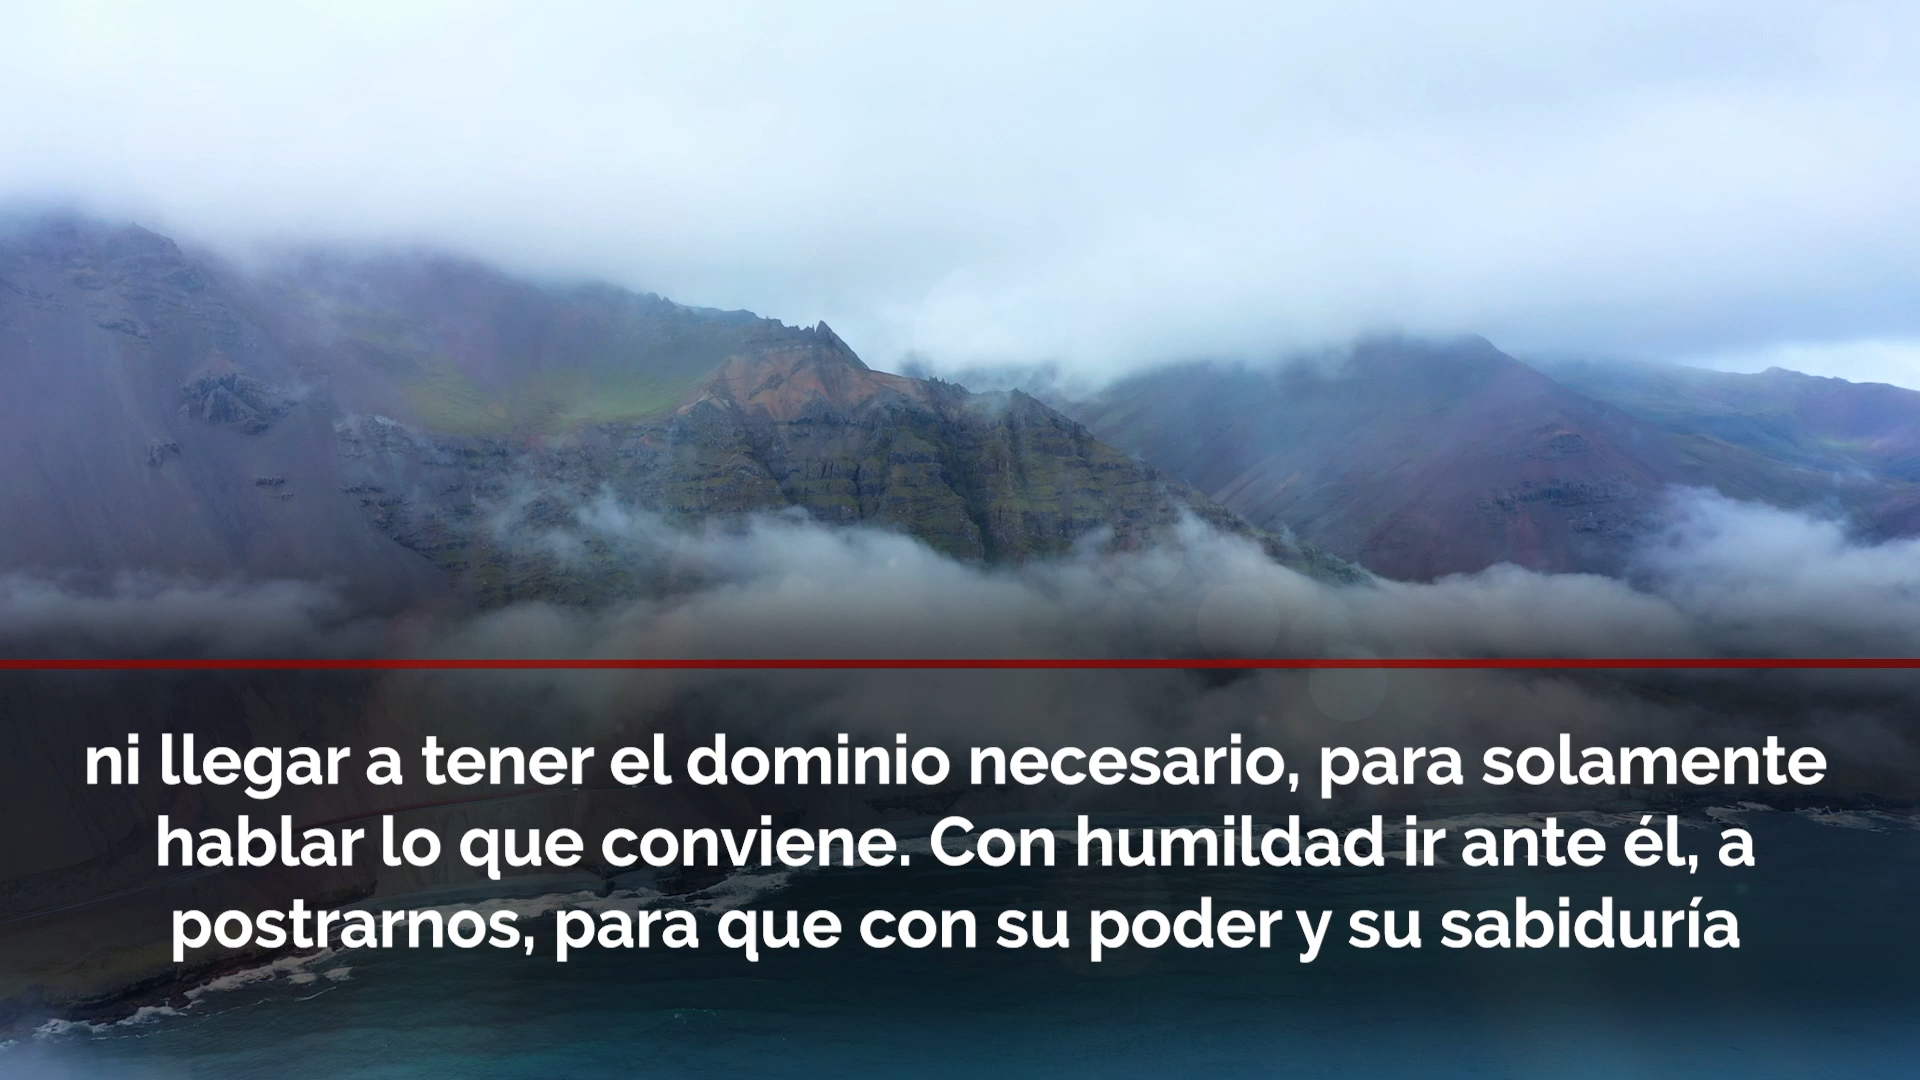 ni llegar a tener el dominio necesario, para solamente
hablar lo que conviene. Con humildad ir ante él, a
postrarnos, para que con su poder y su sabiduría